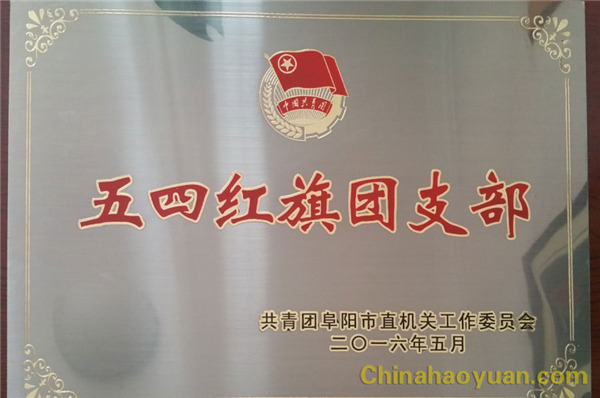 中国共青团
五四红旗团支部
共青团阜阳市直机关工作委员会
二〇一六年五月
Chinahaoyuan.com